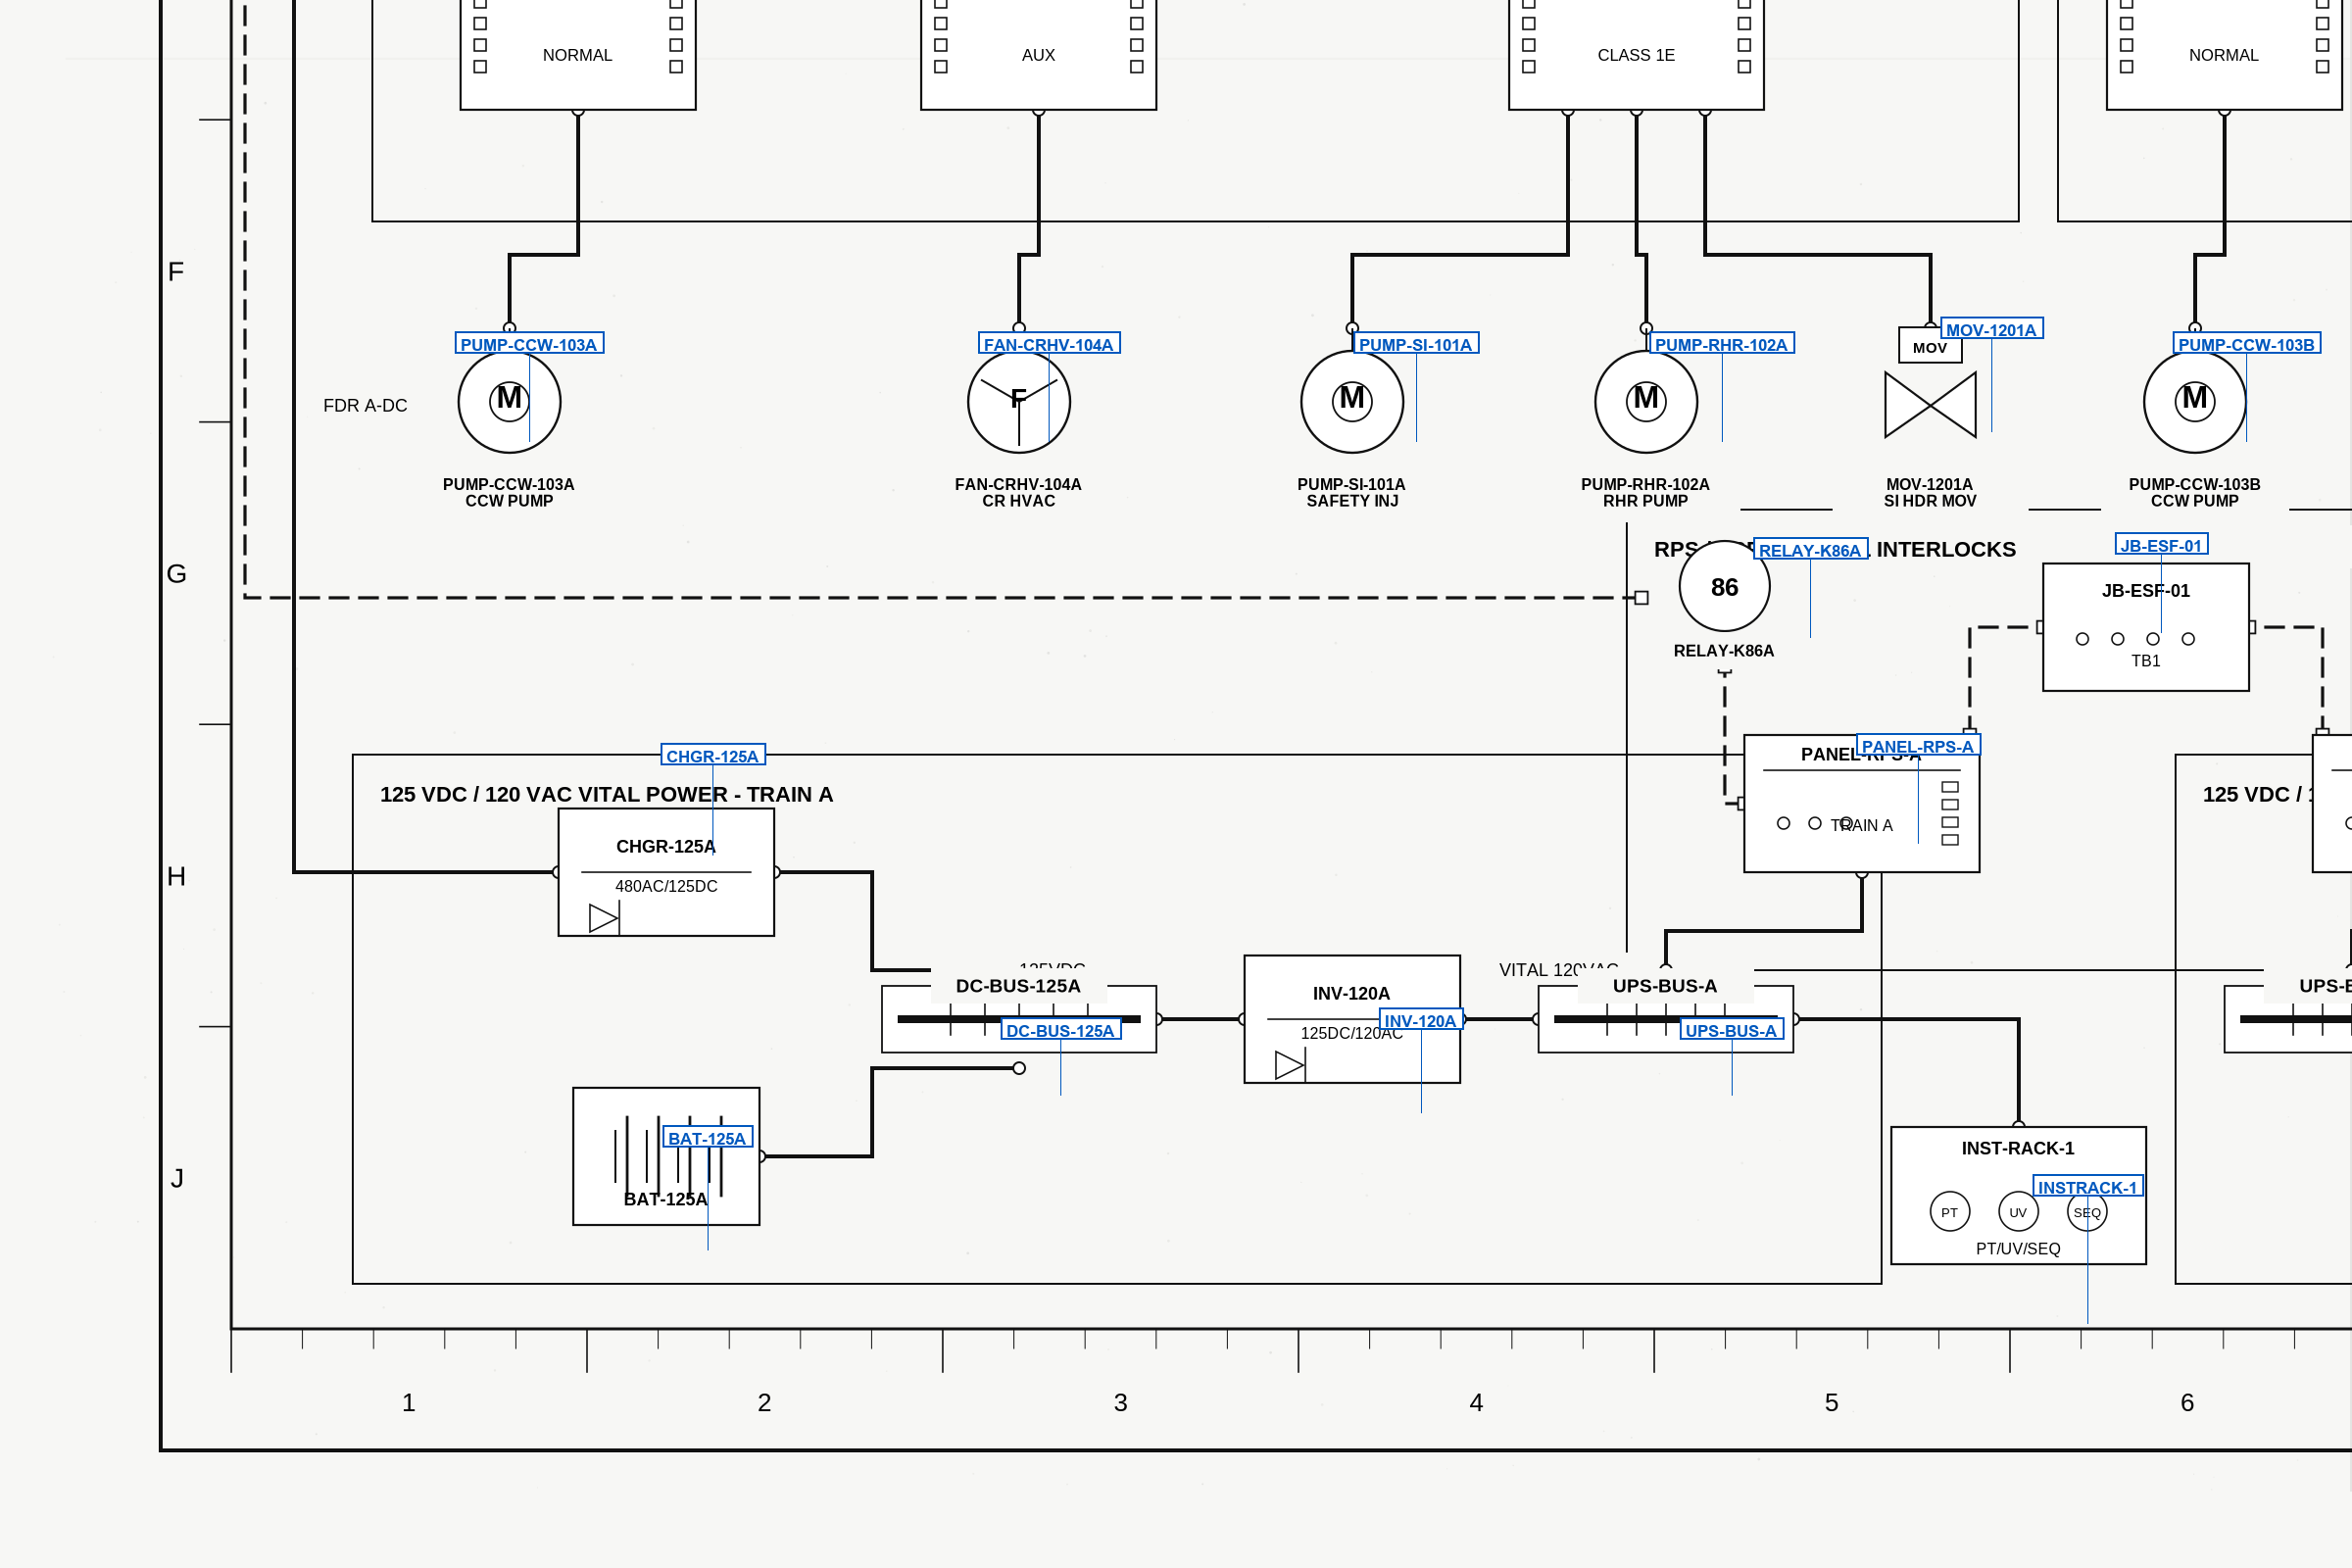 NORMAL
AUX
CLASS 1E
NORMAL
F
PUMP-CCW-103A
FAN-CRHV-104A
PUMP-SI-101A
PUMP-RHR-102A
MOV-1201A
MOV
PUMP-CCW-103B
FDR A-DC
M
F
M
M
M
PUMP-CCW-103A
CCW PUMP
FAN-CRHV-104A
CR HVAC
PUMP-SI-101A
SAFETY INJ
PUMP-RHR-102A
RHR PUMP
MOV-1201A
SI HDR MOV
PUMP-CCW-103B
CCW PUMP
G
RPS INTERLOCKS
RELAY-K86A
JB-ESF-01
86
JB-ESF-01
RELAY-K86A
TB1
CHGR-125A
PANEL-RPS-A
PANEL-RPS-A
125 VDC / 120 VAC VITAL POWER - TRAIN A
125 VDC /
TRAIN A
H
CHGR-125A
480AC/125DC
125VDC
VITAL 120VAC
DC-BUS-125A
INV-120A
UPS-BUS-A
DC-BUS-125A
INV-120A
125DC/120AC
UPS-BUS-A
BAT-125A
BAT-125A
J
INST-RACK-1
INSTRACK-1
PT
UV
SEQ
PT/UV/SEQ
1
2
3
4
5
6